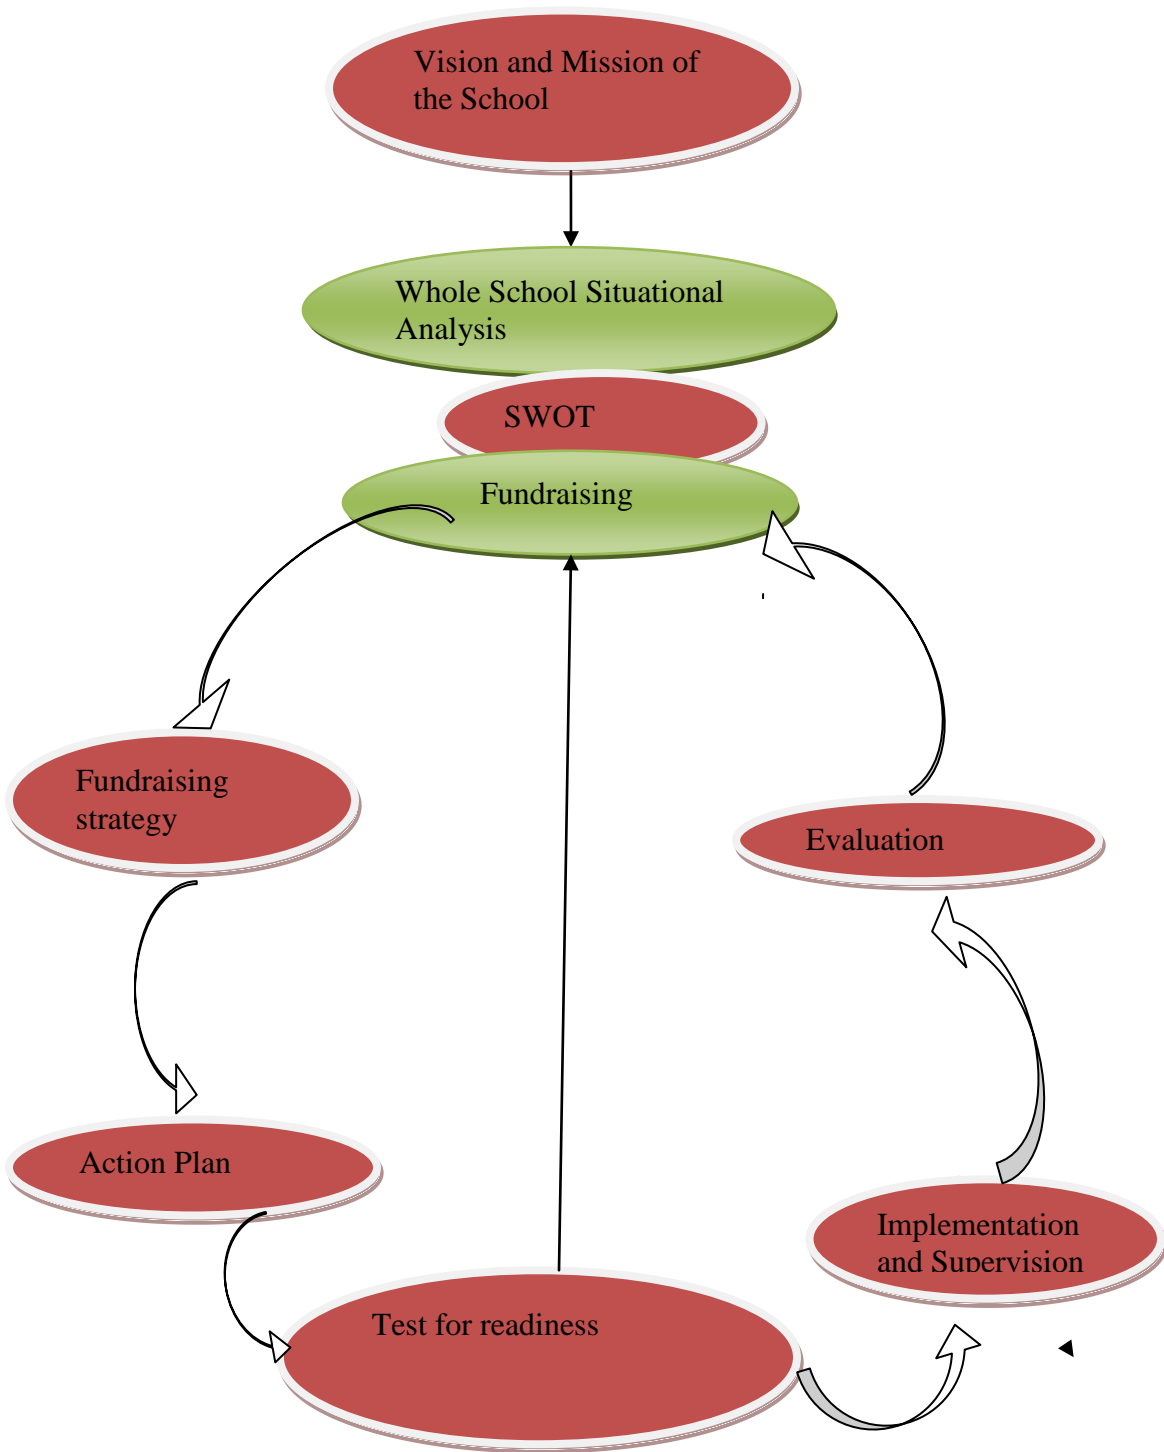 Vision and Mission of
the School
Whole School Situational
Analysis
SWOT
Fundraising
Fundraising
strategy
Evaluation
Action Plan
Implementation
and Supervision
Test for readiness